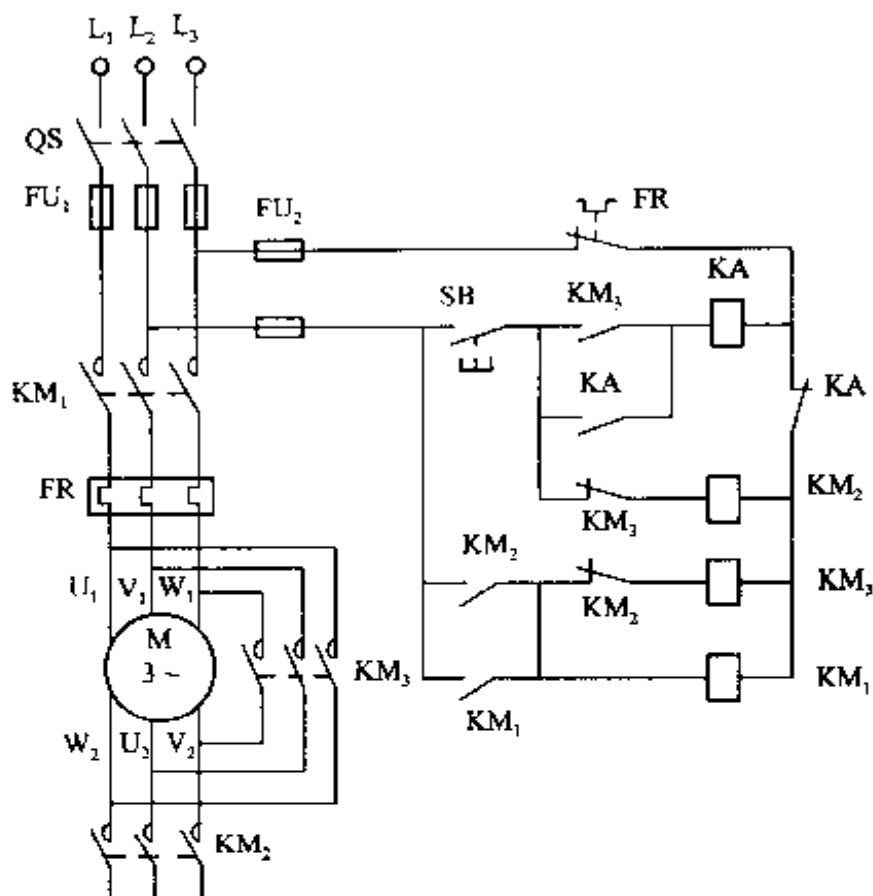 L₁ L₂ L₃
QS
FU₁
FU₂
FR
KA
SB
KM₃
KM₁
KA
KA
FR
KM₂
KM₃
KM₂
U₁ V₁ W₁
KM₃
KM₂
M
3 ~
KM₃
KM₁
KM₁
W₂ U₂ V₂
KM₂